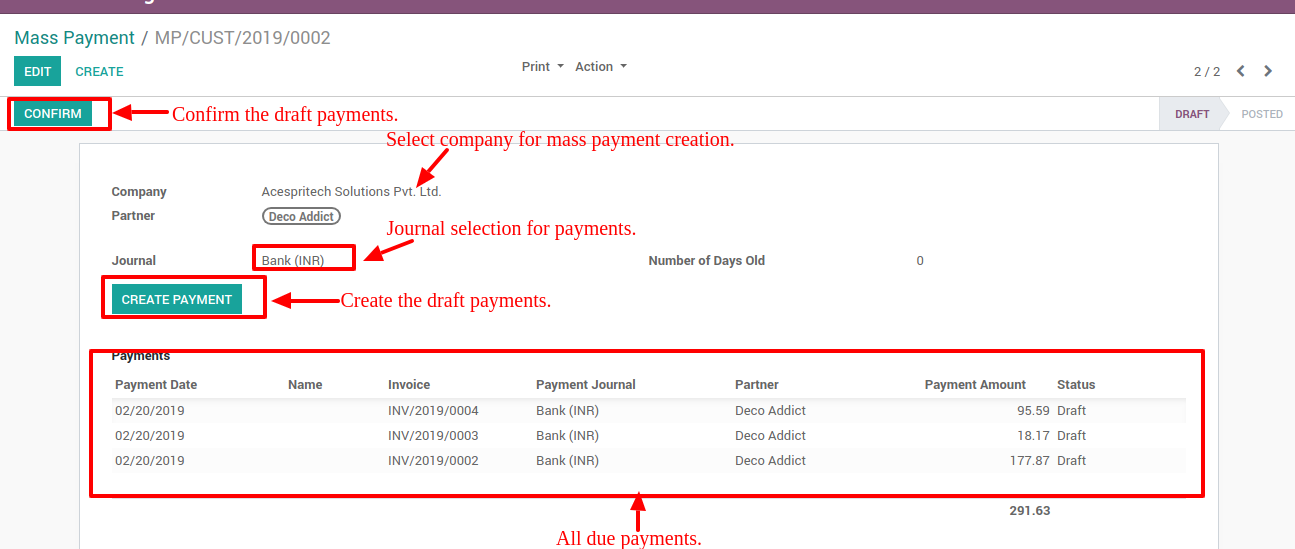 Mass Payment / MP/CUST/2019/0002
EDIT CREATE Print Action 2 / 2
CONFIRM Confirm the draft payments. DRAFT POSTED
Select company for mass payment creation.
Company Acespritech Solutions Pvt. Ltd.
Partner Deco Addict
Journal selection for payments.
Journal Bank (INR) Number of Days Old 0
CREATE PAYMENT Create the draft payments.
Payments
Payment Date Name Invoice Payment Journal Partner Payment Amount Status
02/20/2019 INV/2019/0004 Bank (INR) Deco Addict 95.59 Draft
02/20/2019 INV/2019/0003 Bank (INR) Deco Addict 18.17 Draft
02/20/2019 INV/2019/0002 Bank (INR) Deco Addict 177.87 Draft
291.63
All due payments.